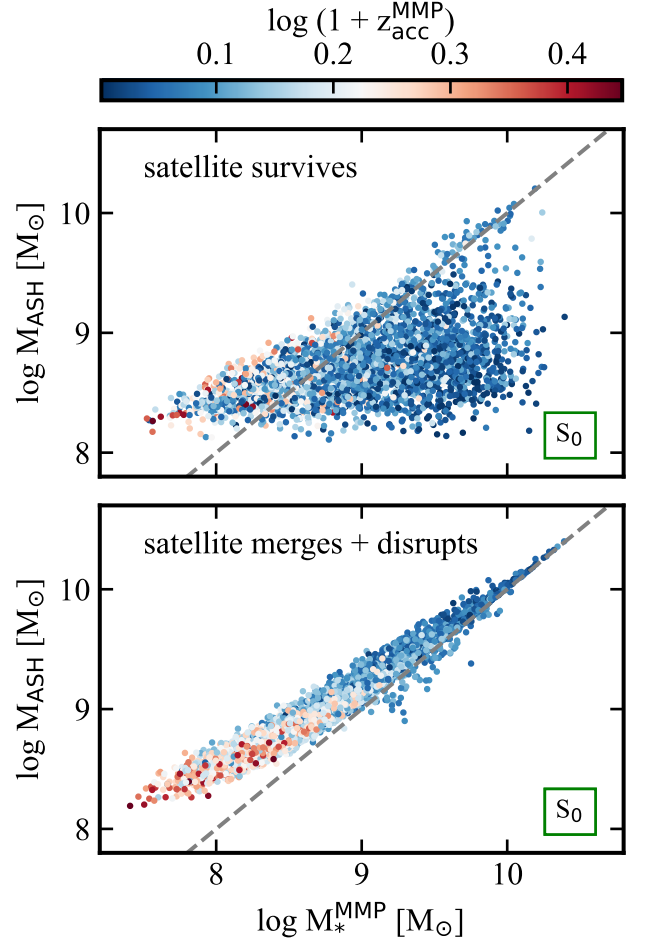 log (1 + z_acc^MMP)
0.1 0.2 0.3 0.4
satellite survives
10
9
8
log M_ASH [M_⊙]
S_0
satellite merges + disrupts
10
9
8
log M_ASH [M_⊙]
S_0
8 9 10
log M_*^MMP [M_⊙]